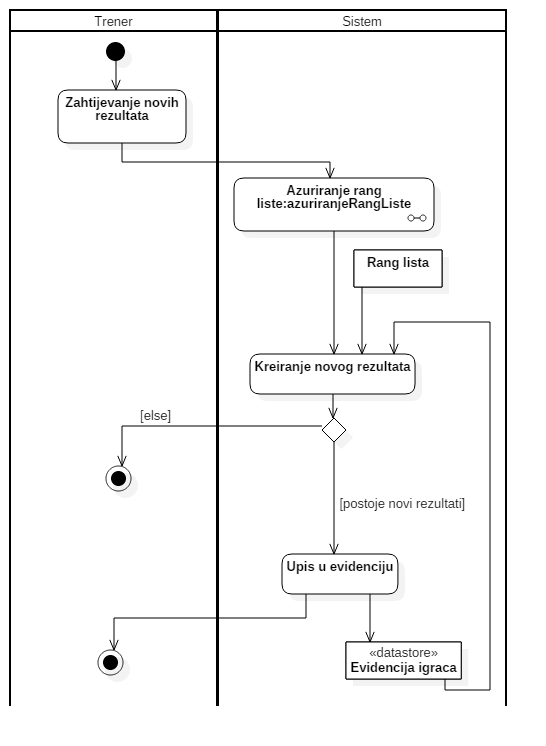 Trener
Sistem
Zahtijevanje novih
rezultata
Azuriranje rang
liste:azuriranjeRangListe
Rang lista
Kreiranje novog rezultata
[else]
[postoje novi rezultati]
Upis u evidenciju
«datastore»
Evidencija igraca